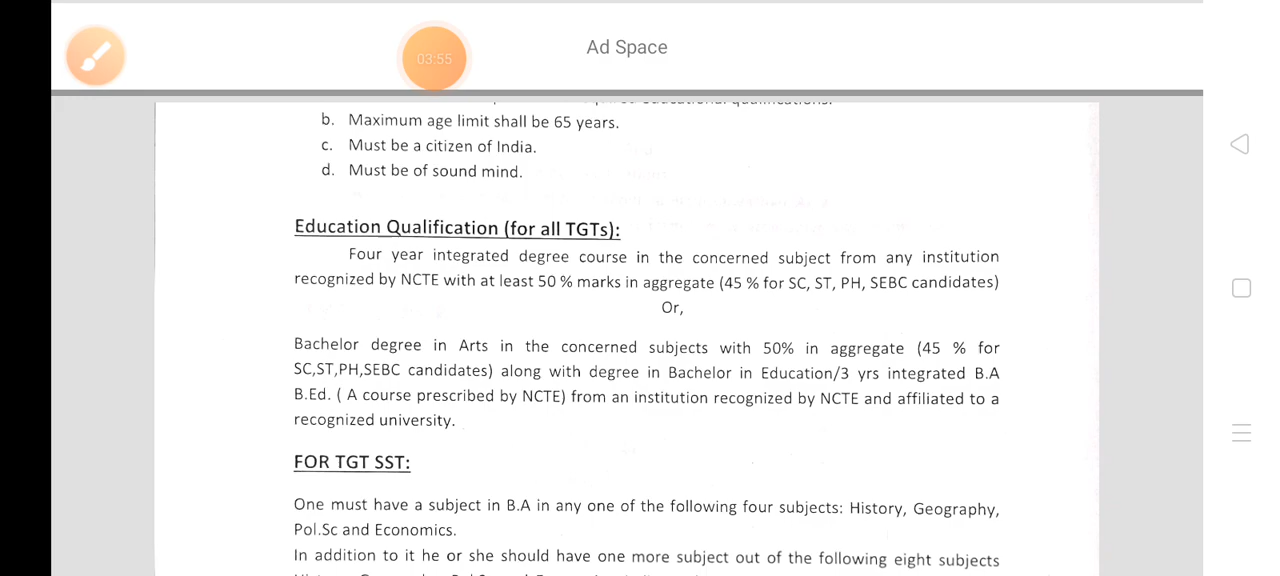 Ad Space
03:55
educational qualifications.
b. Maximum age limit shall be 65 years.
c. Must be a citizen of India.
d. Must be of sound mind.
Education Qualification (for all TGTs):
Four year integrated degree course in the concerned subject from any institution
recognized by NCTE with at least 50 % marks in aggregate (45 % for SC, ST, PH, SEBC candidates)
Or,
Bachelor degree in Arts in the concerned subjects with 50% in aggregate (45 % for
SC,ST,PH,SEBC candidates) along with degree in Bachelor in Education/3 yrs integrated B.A
B.Ed. ( A course prescribed by NCTE) from an institution recognized by NCTE and affiliated to a
recognized university.
FOR TGT SST:
One must have a subject in B.A in any one of the following four subjects: History, Geography,
Pol.Sc and Economics.
In addition to it he or she should have one more subject out of the following eight subjects